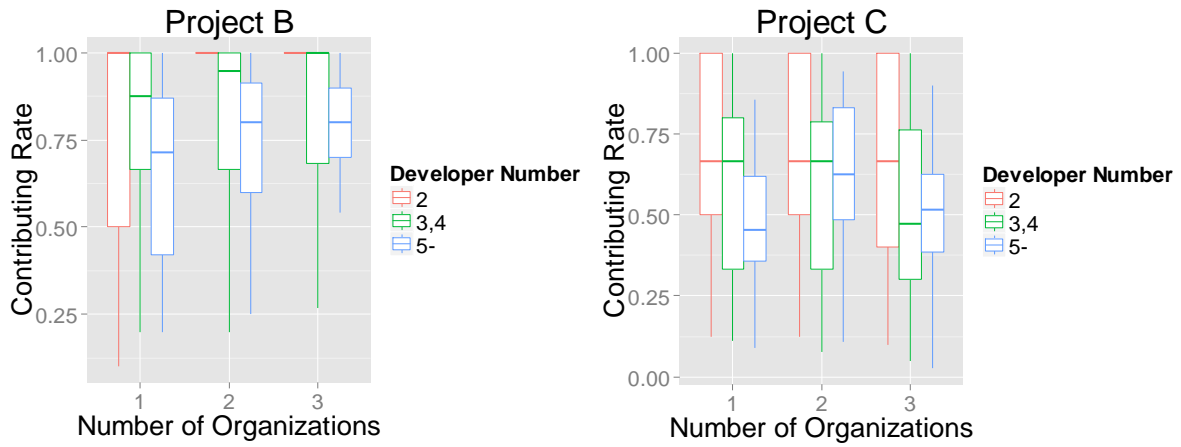 Project B
Contributing Rate
1.00
0.75
0.50
0.25
1
2
3
Number of Organizations
Developer Number
2
3,4
5-
Project C
Contributing Rate
1.00
0.75
0.50
0.25
0.00
1
2
3
Number of Organizations
Developer Number
2
3,4
5-